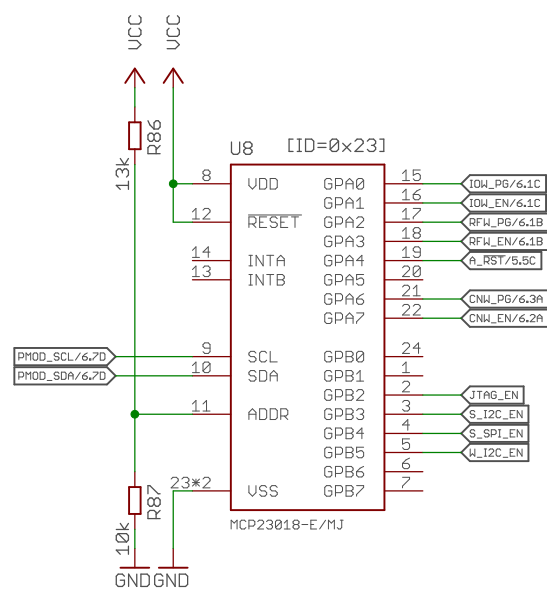 VCC
VCC
R86
13k
U8 [ID=0x23]
8 VDD GPA0 15 IOW_PG/6.1C
GPA1 16 IOW_EN/6.1C
12 RESET GPA2 17 RFW_PG/6.1B
GPA3 18 RFW_EN/6.1B
14 INTA GPA4 19 A_RST/5.5C
13 INTB GPA5 20
GPA6 21 CNW_PG/6.3A
GPA7 22 CNW_EN/6.2A
PMOD_SCL/6.7D 9 SCL GPB0 24
PMOD_SDA/6.7D 10 SDA GPB1 1
GPB2 2 JTAG_EN
11 ADDR GPB3 3 S_I2C_EN
GPB4 4 S_SPI_EN
GPB5 5 W_I2C_EN
GPB6 6
23*2 VSS GPB7 7
R87
10k
MCP23018-E/MJ
GND GND